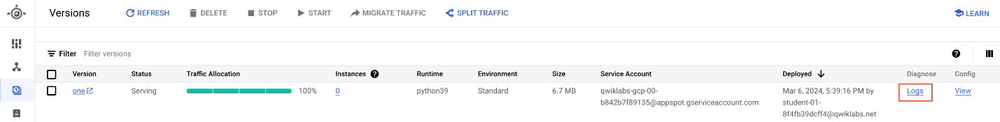 Versions REFRESH DELETE STOP START MIGRATE TRAFFIC SPLIT TRAFFIC LEARN
Filter Filter versions
Version Status Traffic Allocation Instances Runtime Environment Size Service Account Deployed Diagnose Config
one Serving 100% 0 python39 Standard 6.7 MB qwiklabs-gcp-00- Mar 6, 2024, 5:39:16 PM by Logs View
b842b7f89135@appspot.gserviceaccount.com student-01-
8f4fb39dcff4@qwiklabs.net